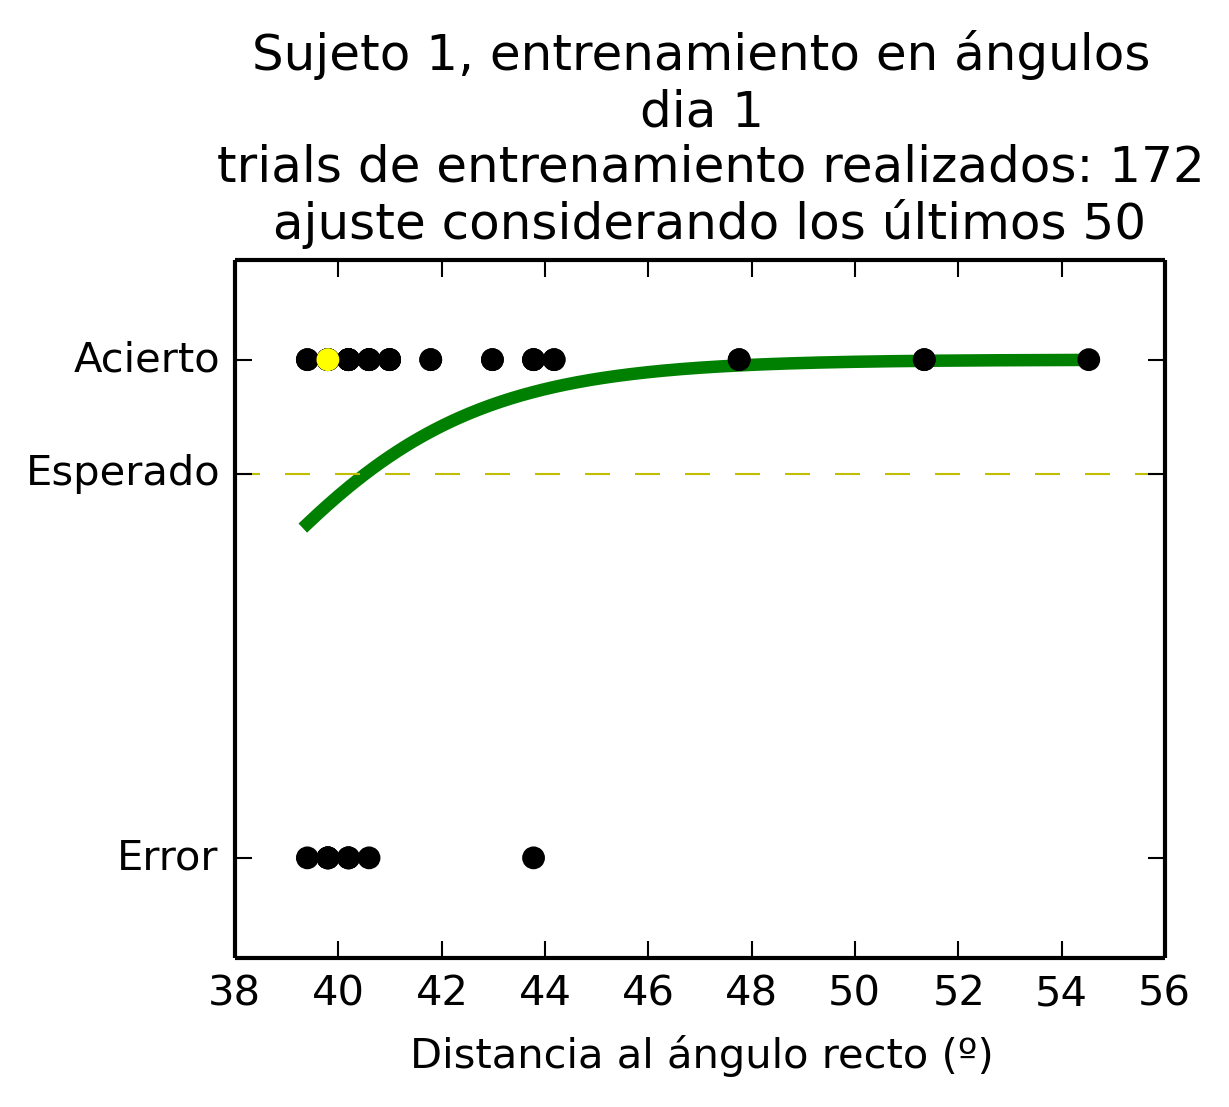 Sujeto 1, entrenamiento en ángulos
dia 1
trials de entrenamiento realizados: 172
ajuste considerando los últimos 50
Acierto
Esperado
Error
38 40 42 44 46 48 50 52 54 56
Distancia al ángulo recto (º)